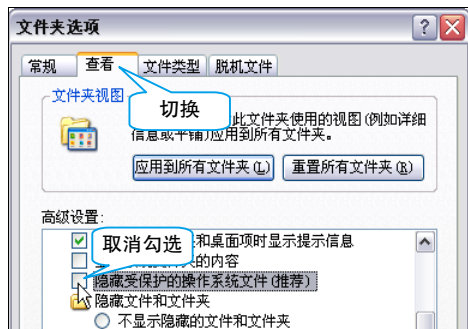 文件夹选项
常规 查看 文件类型 脱机文件
文件夹视图
切换
此文件夹使用的视图(例如详细
信息或平铺)应用到所有文件夹。
应用到所有文件夹(L) 重置所有文件夹(R)
高级设置:
取消勾选
和桌面项时显示提示信息
的内容
隐藏受保护的操作系统文件(推荐)
隐藏文件和文件夹
不显示隐藏的文件和文件夹